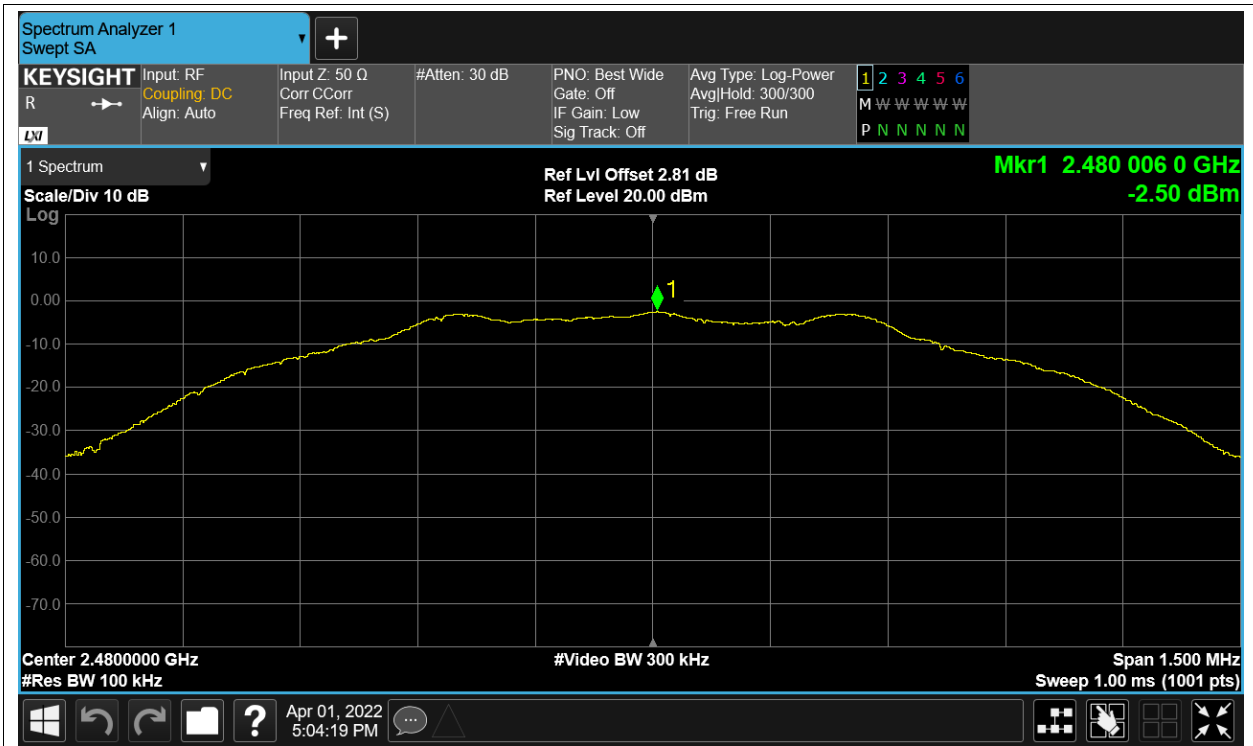 Spectrum Analyzer 1
Swept SA
KEYSIGHT
R
LXI
Input: RF
Coupling: DC
Align: Auto
Input Z: 50 Ω
Corr CCorr
Freq Ref: Int (S)
#Atten: 30 dB
PNO: Best Wide
Gate: Off
IF Gain: Low
Sig Track: Off
Avg Type: Log-Power
Avg|Hold: 300/300
Trig: Free Run
1 2 3 4 5 6
M W W W W W W
P N N N N N N
1 Spectrum
Scale/Div 10 dB
Log
Ref Lvl Offset 2.81 dB
Ref Level 20.00 dBm
Mkr1 2.480 006 0 GHz
-2.50 dBm
10.0
0.00
-10.0
-20.0
-30.0
-40.0
-50.0
-60.0
-70.0
1
Center 2.4800000 GHz
#Res BW 100 kHz
#Video BW 300 kHz
Span 1.500 MHz
Sweep 1.00 ms (1001 pts)
?
Apr 01, 2022
5:04:19 PM